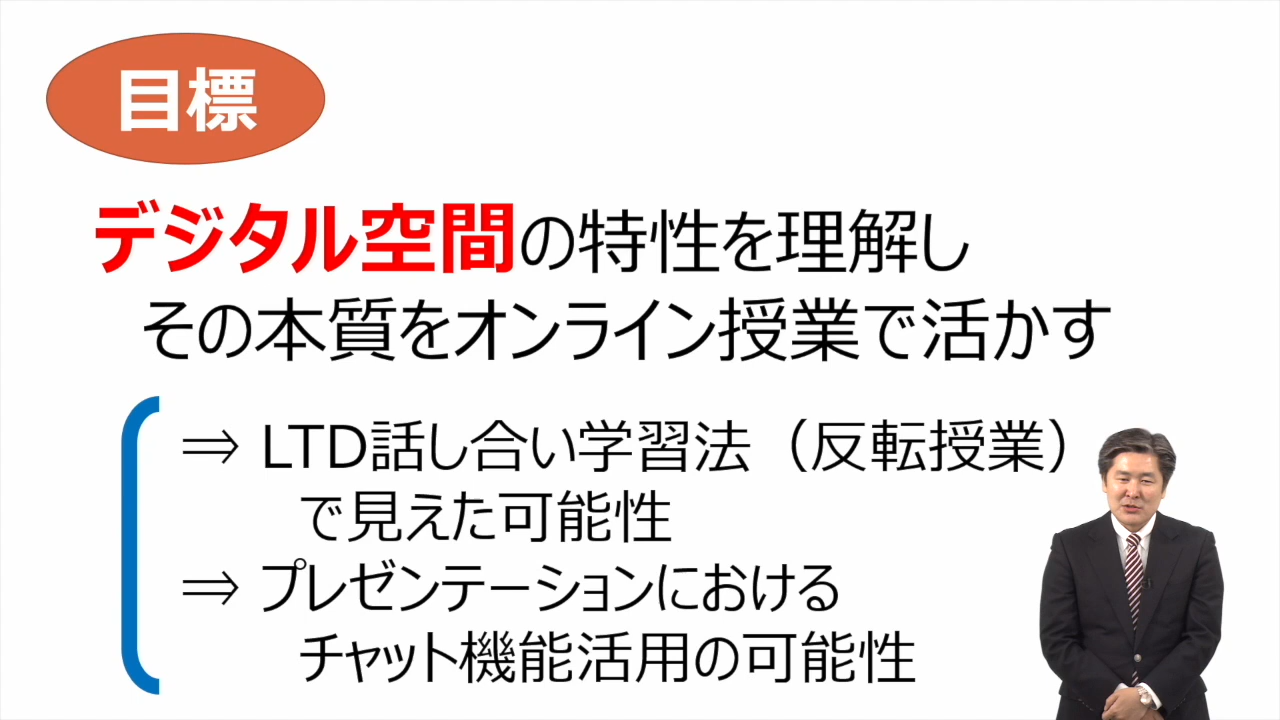 目標
デジタル空間の特性を理解し
その本質をオンライン授業で活かす
⇒ LTD話し合い学習法（反転授業）
で見えた可能性
⇒ プレゼンテーションにおける
チャット機能活用の可能性